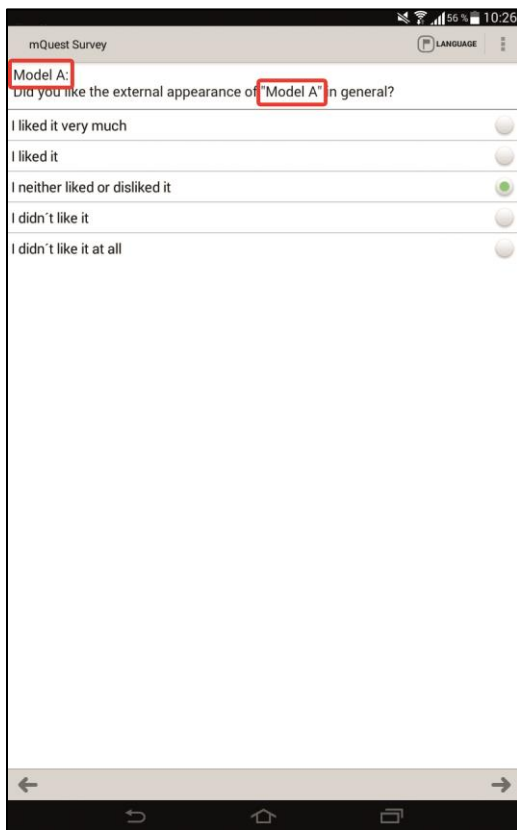 56 % 10:26
mQuest Survey LANGUAGE
Model A:
Did you like the external appearance of "Model A" in general?
I liked it very much
I liked it
I neither liked or disliked it
I didn´t like it
I didn´t like it at all